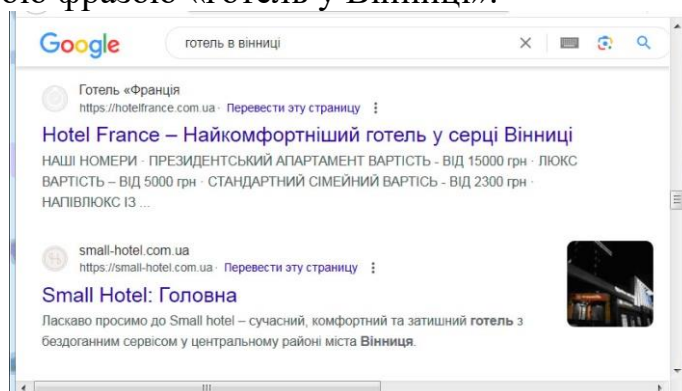 ою фразою «готель у Вінниці».
Google
готель в вінниці
Готель «Франція
https://hotelfrance.com.ua · Перевести эту страницу
Hotel France – Найкомфортніший готель у серці Вінниці
НАШІ НОМЕРИ · ПРЕЗИДЕНТСЬКИЙ АПАРТАМЕНТ ВАРТІСТЬ - ВІД 15000 грн · ЛЮКС
ВАРТІСТЬ – ВІД 5000 грн · СТАНДАРТНИЙ СІМЕЙНИЙ ВАРТІСЬ - ВІД 2300 грн ·
НАПІВЛЮКС ІЗ ...
small-hotel.com.ua
https://small-hotel.com.ua · Перевести эту страницу
Small Hotel: Головна
Ласкаво просимо до Small hotel – сучасний, комфортний та затишний готель з
бездоганним сервісом у центральному районі міста Вінниця.